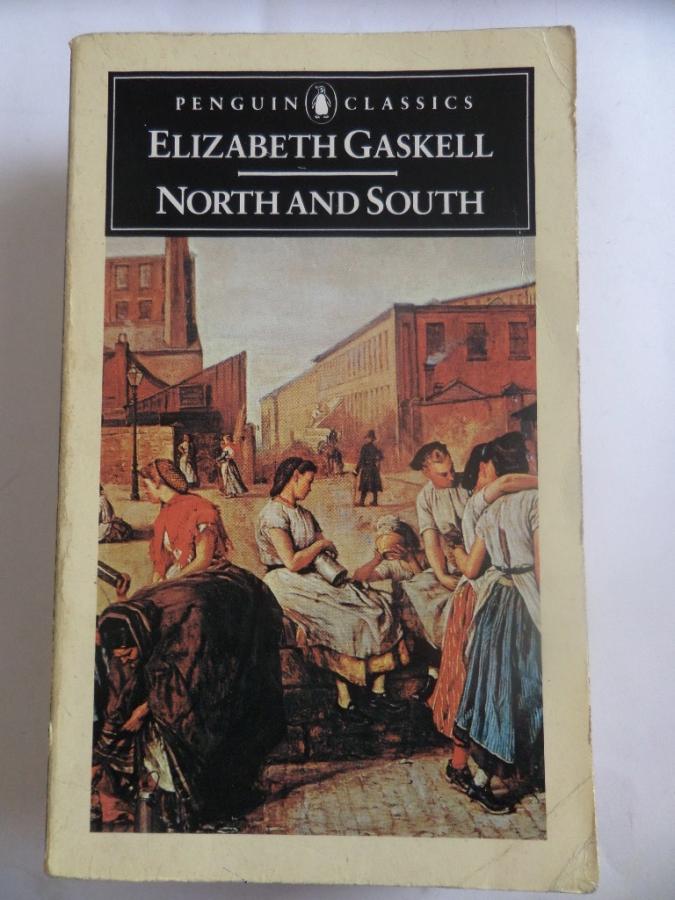 PENGUIN CLASSICS
ELIZABETH GASKELL
NORTH AND SOUTH